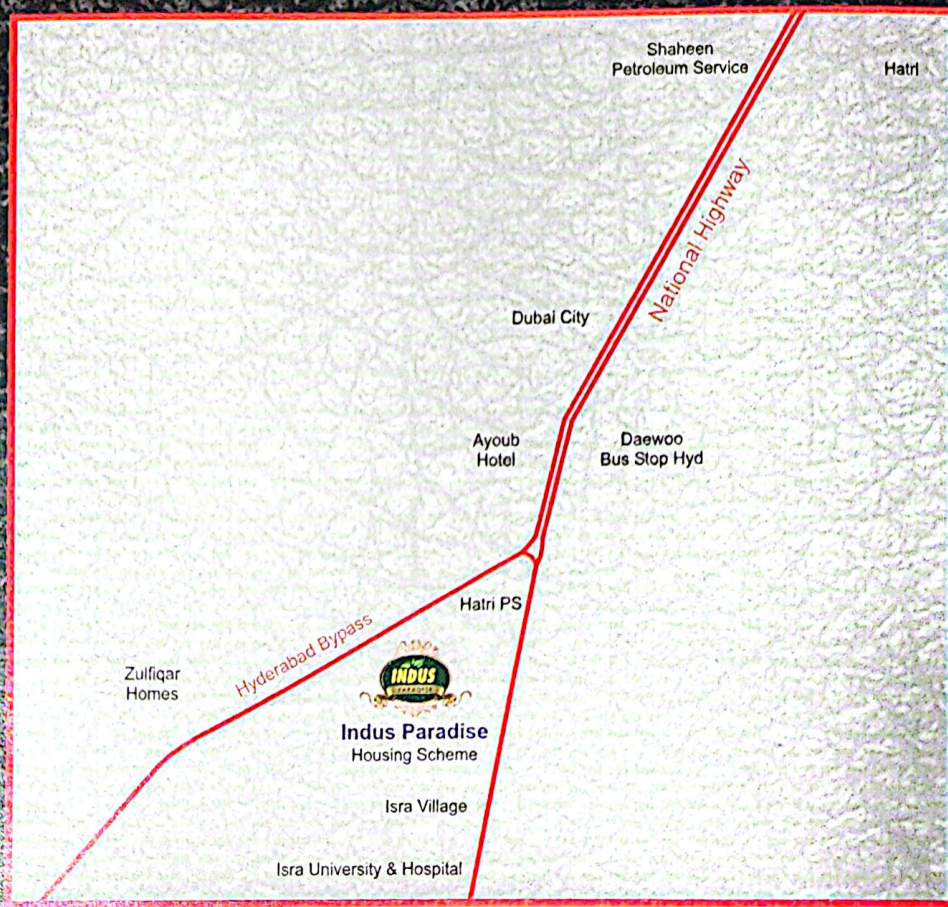 Shaheen
Petroleum Service
Hatri
National Highway
Dubai City
Ayoub
Hotel
Daewoo
Bus Stop Hyd
Hatri PS
Hyderabad Bypass
Zulfiqar
Homes
INDUS
PARADISE
Indus Paradise
Housing Scheme
Isra Village
Isra University & Hospital